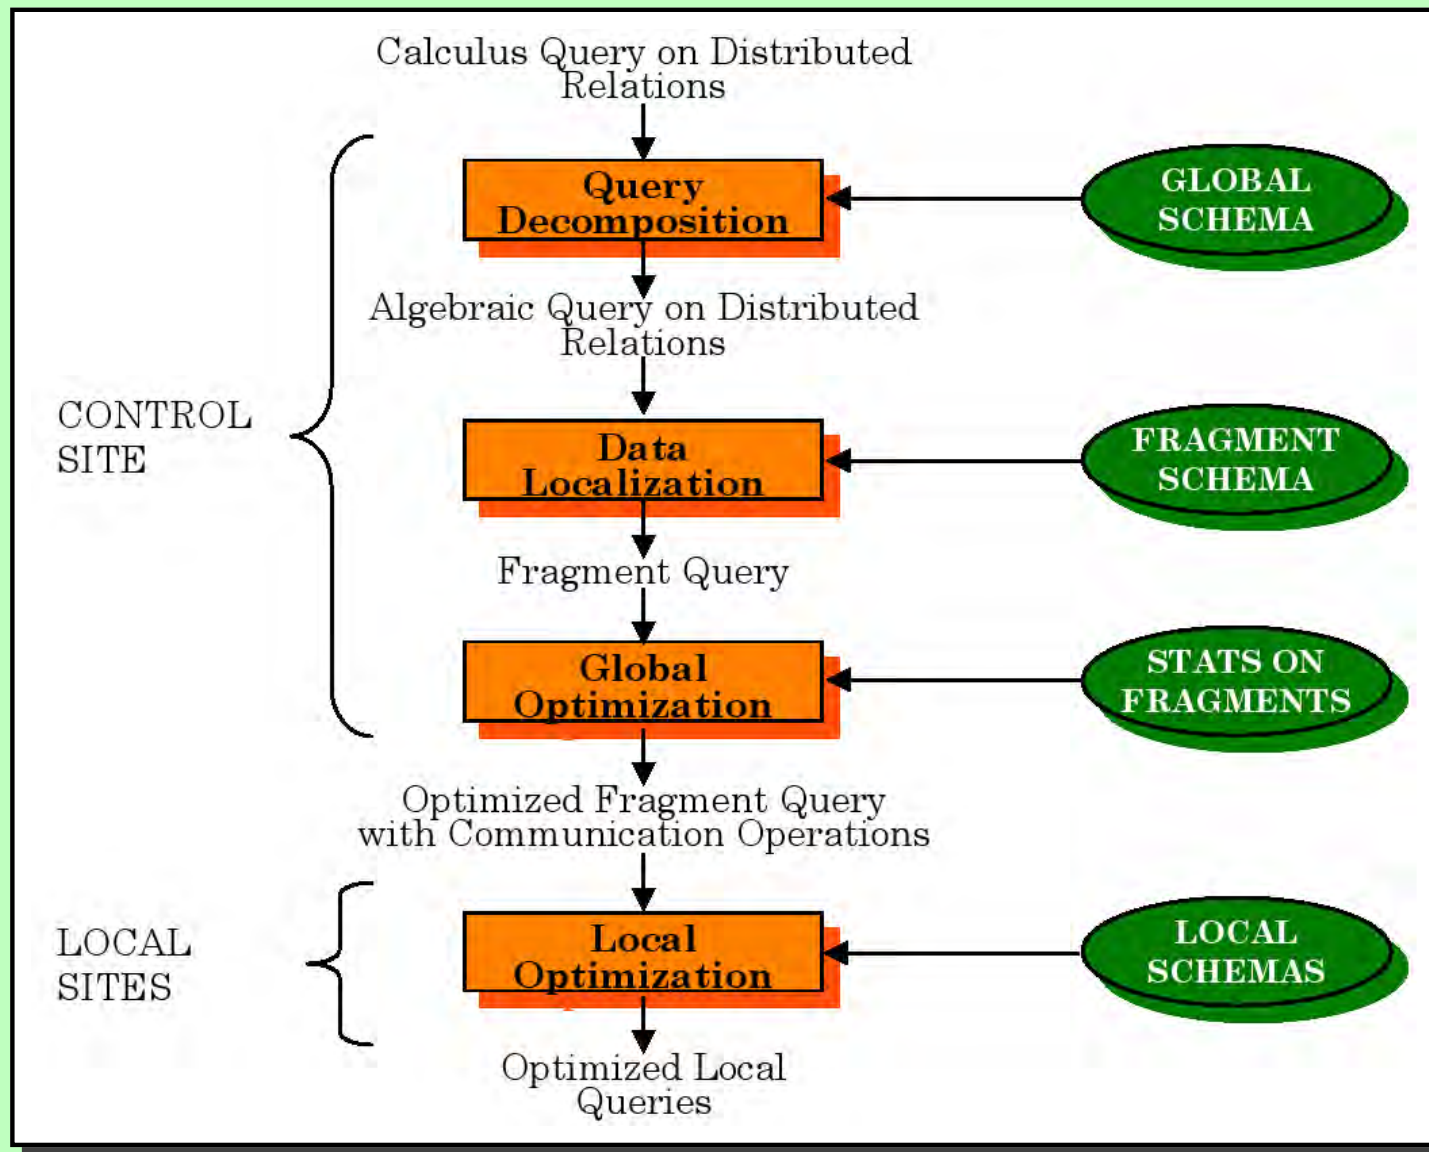 Calculus Query on Distributed
Relations
Query
Decomposition
GLOBAL
SCHEMA
Algebraic Query on Distributed
Relations
CONTROL
SITE
Data
Localization
FRAGMENT
SCHEMA
Fragment Query
Global
Optimization
STATS ON
FRAGMENTS
Optimized Fragment Query
with Communication Operations
LOCAL
SITES
Local
Optimization
LOCAL
SCHEMAS
Optimized Local
Queries